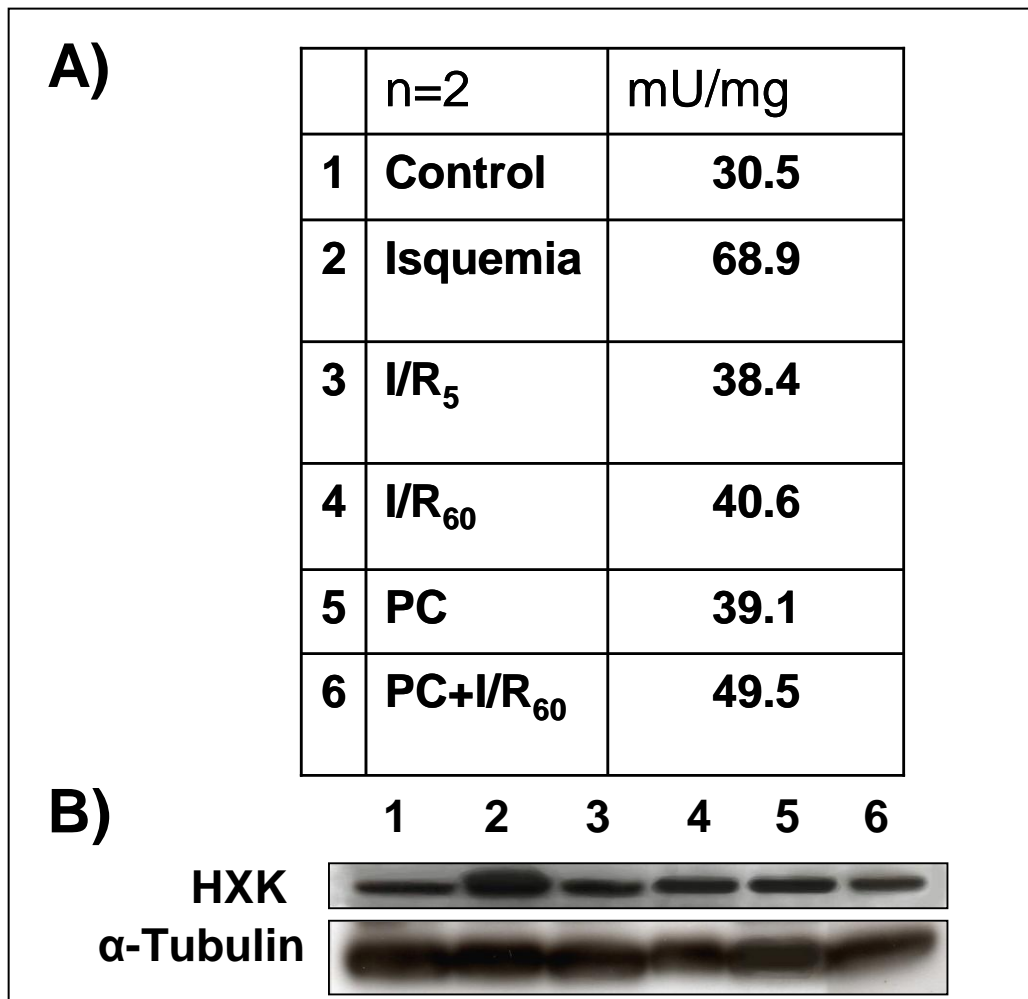 A)
n=2 mU/mg
1 Control 30.5
2 Isquemia 68.9
3 I/R5 38.4
4 I/R60 40.6
5 PC 39.1
6 PC+I/R60 49.5
B) 1 2 3 4 5 6
HXK
α-Tubulin